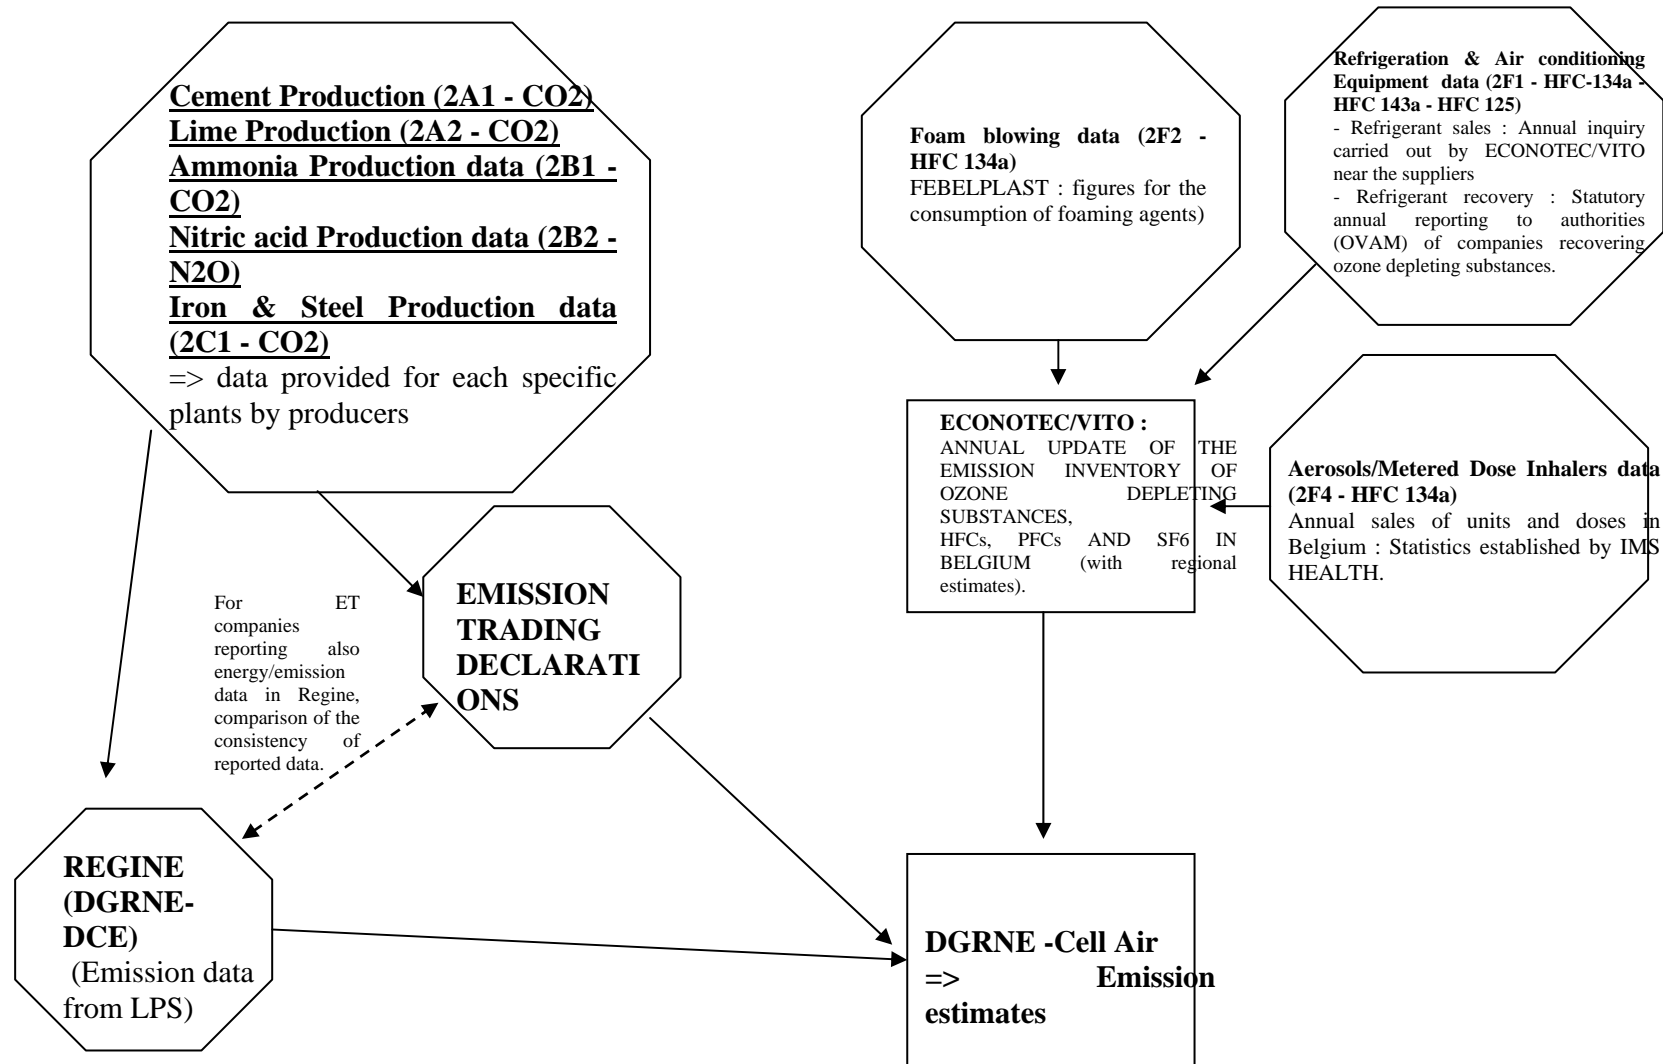 Cement Production (2A1 - CO2)
Lime Production (2A2 - CO2)
Ammonia Production data (2B1 -
CO2)
Nitric acid Production data (2B2 -
N2O)
Iron & Steel Production data
(2C1 - CO2)
=> data provided for each specific
plants by producers
Foam blowing data (2F2 -
HFC 134a)
FEBELPLAST : figures for the
consumption of foaming agents)
Refrigeration & Air conditioning
Equipment data (2F1 - HFC-134a -
HFC 143a - HFC 125)
- Refrigerant sales : Annual inquiry
carried out by ECONOTEC/VITO
near the suppliers
- Refrigerant recovery : Statutory
annual reporting to authorities
(OVAM) of companies recovering
ozone depleting substances.
ECONOTEC/VITO :
ANNUAL UPDATE OF THE
EMISSION INVENTORY OF
OZONE DEPLETING
SUBSTANCES,
HFCs, PFCs AND SF6 IN
BELGIUM (with regional
estimates).
Aerosols/Metered Dose Inhalers data
(2F4 - HFC 134a)
Annual sales of units and doses in
Belgium : Statistics established by IMS
HEALTH.
For ET
companies
reporting also
energy/emission
data in Regine,
comparison of the
consistency of
reported data.
EMISSION
TRADING
DECLARATI
ONS
REGINE
(DGRNE-
DCE)
(Emission data
from LPS)
DGRNE -Cell Air
=> Emission
estimates